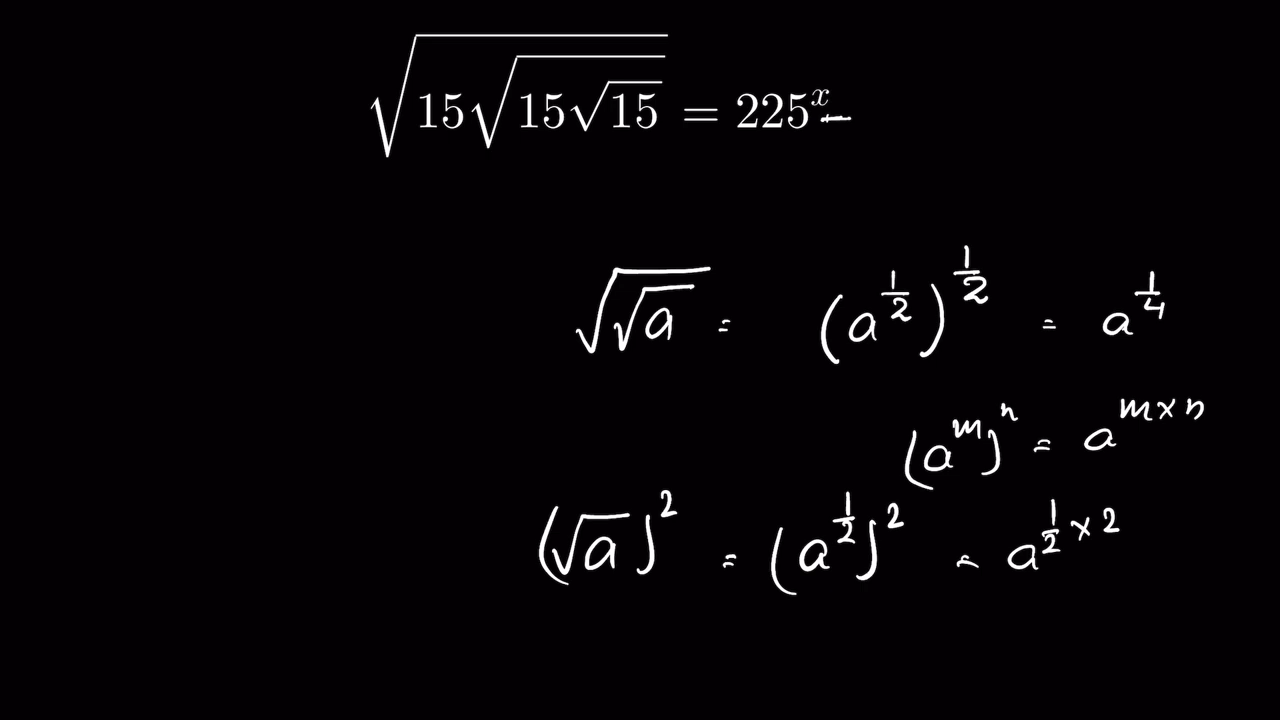 √(15√(15√15)) = 225^x
√(√a) = (a^(1/2))^(1/2) = a^(1/4)
(a^m)^n = a^(m×n)
(√a)^2 = (a^(1/2))^2 = a^(1/2 × 2)